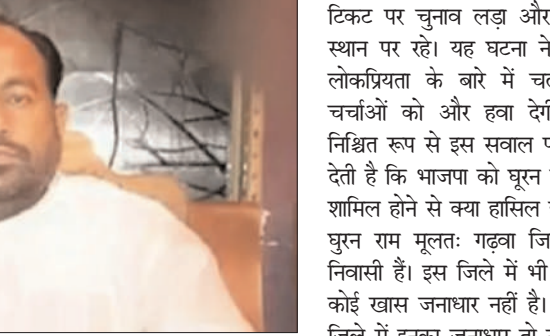 टिकट पर चुनाव लड़ा और
स्थान पर रहे। यह घटना ने
लोकप्रियता के बारे में
चर्चाओं को और हवा
निश्चित रूप से इस सवाल
देती है कि भाजपा को घूरन
शामिल होने से क्या हासिल
घुरन राम मूलतः गढ़वा
निवासी हैं। इस जिले में भी
कोई खास जनाधार नहीं है।